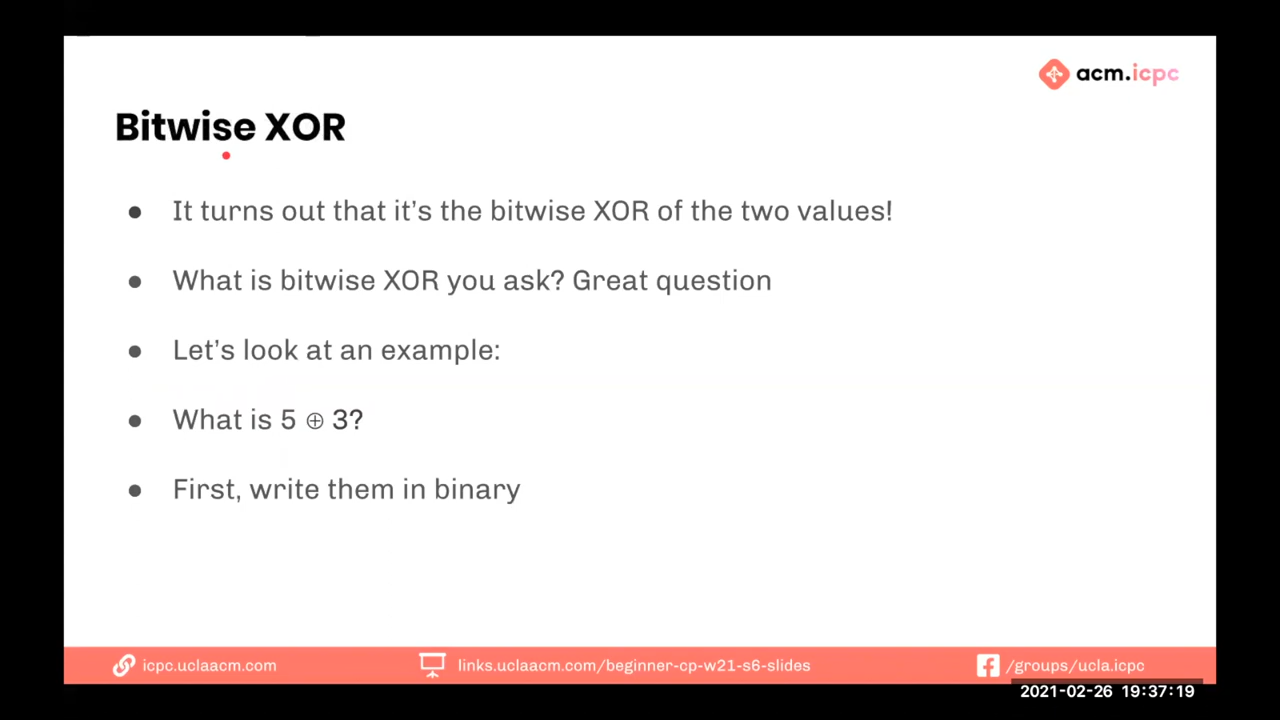 acm.icpc
Bitwise XOR
● It turns out that it’s the bitwise XOR of the two values!
● What is bitwise XOR you ask? Great question
● Let’s look at an example:
● What is 5 ⊕ 3?
● First, write them in binary
icpc.uclaacm.com
links.uclaacm.com/beginner-cp-w21-s6-slides
/groups/ucla.icpc
2021-02-26 19:37:19